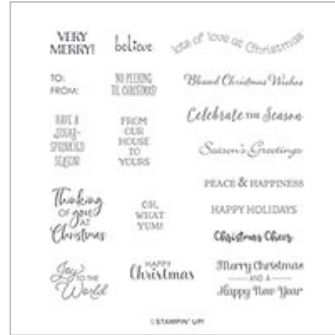 VERY
MERRY!
believe
lots of love at Christmas
TO:
FROM:
NO PEEKING
'TIL CHRISTMAS!
Blessed Christmas Wishes
HAVE A
SUGAR-
SPRINKLED
SEASON!
FROM
OUR
HOUSE
TO
YOURS
Celebrate THE Season
Season's Greetings
PEACE & HAPPINESS
Thinking
OF you AT
Christmas
OH,
WHAT
YUM!
HAPPY HOLIDAYS
Christmas Cheer
Joy TO THE
World
HAPPY
Christmas
Merry Christmas
AND A
Happy New Year
©STAMPIN' UP!